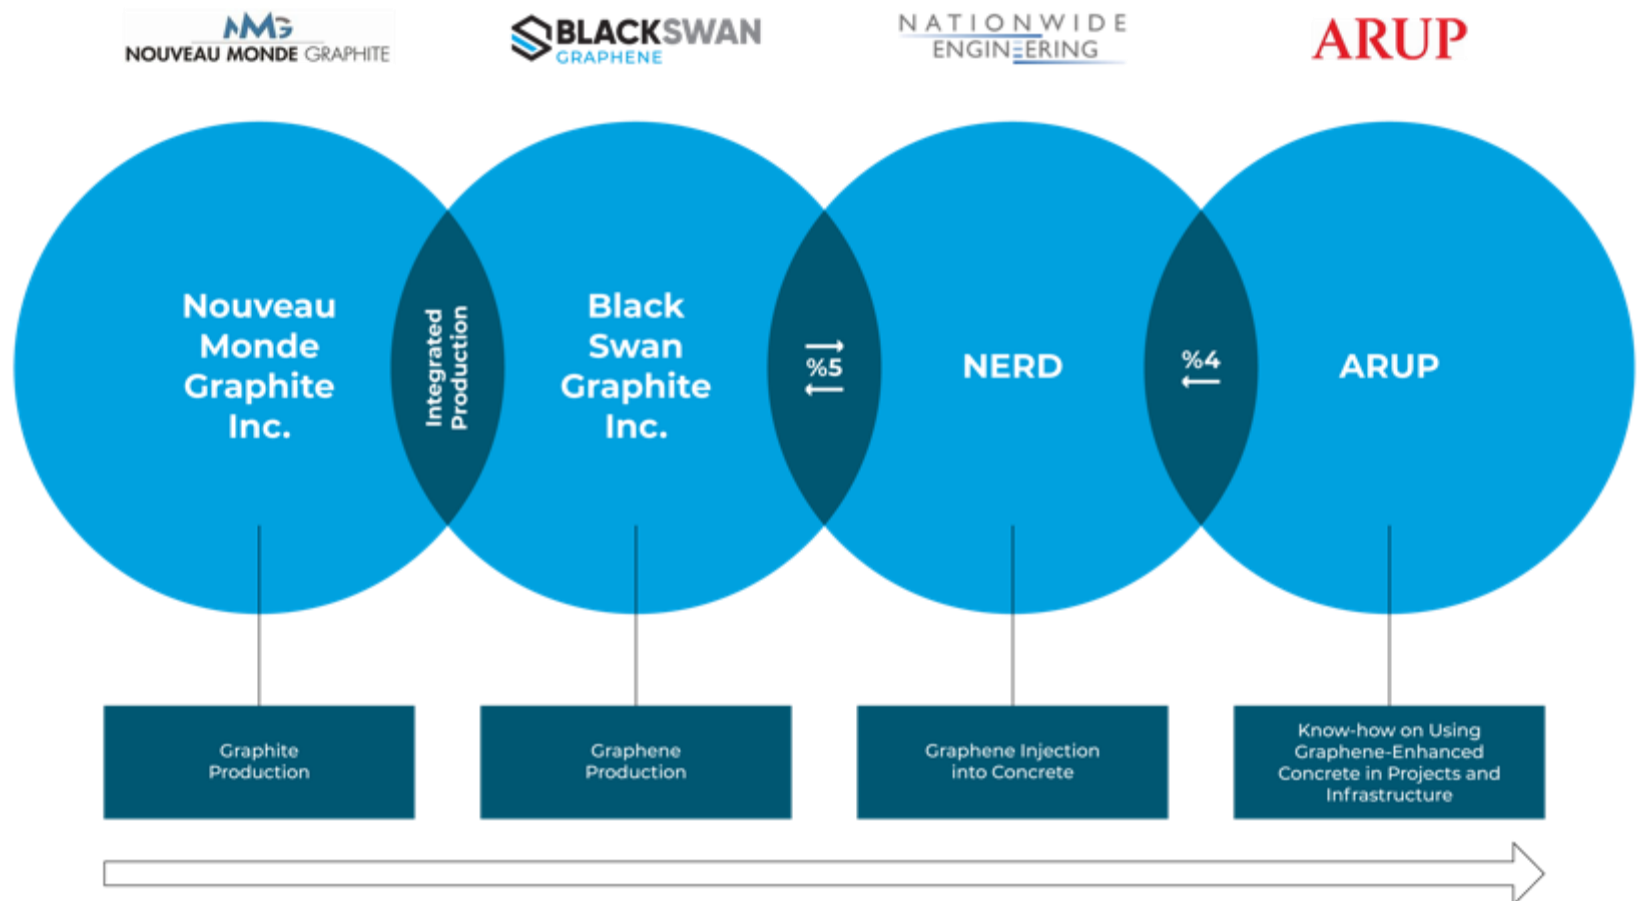 NMG
NOUVEAU MONDE GRAPHITE
BLACKSWAN
GRAPHENE
NATIONWIDE
ENGINEERING
ARUP
Nouveau
Monde
Graphite
Inc.
Integrated
Production
Black
Swan
Graphite
Inc.
%5
NERD
%4
ARUP
Graphite
Production
Graphene
Production
Graphene Injection
into Concrete
Know-how on Using
Graphene-Enhanced
Concrete in Projects and
Infrastructure